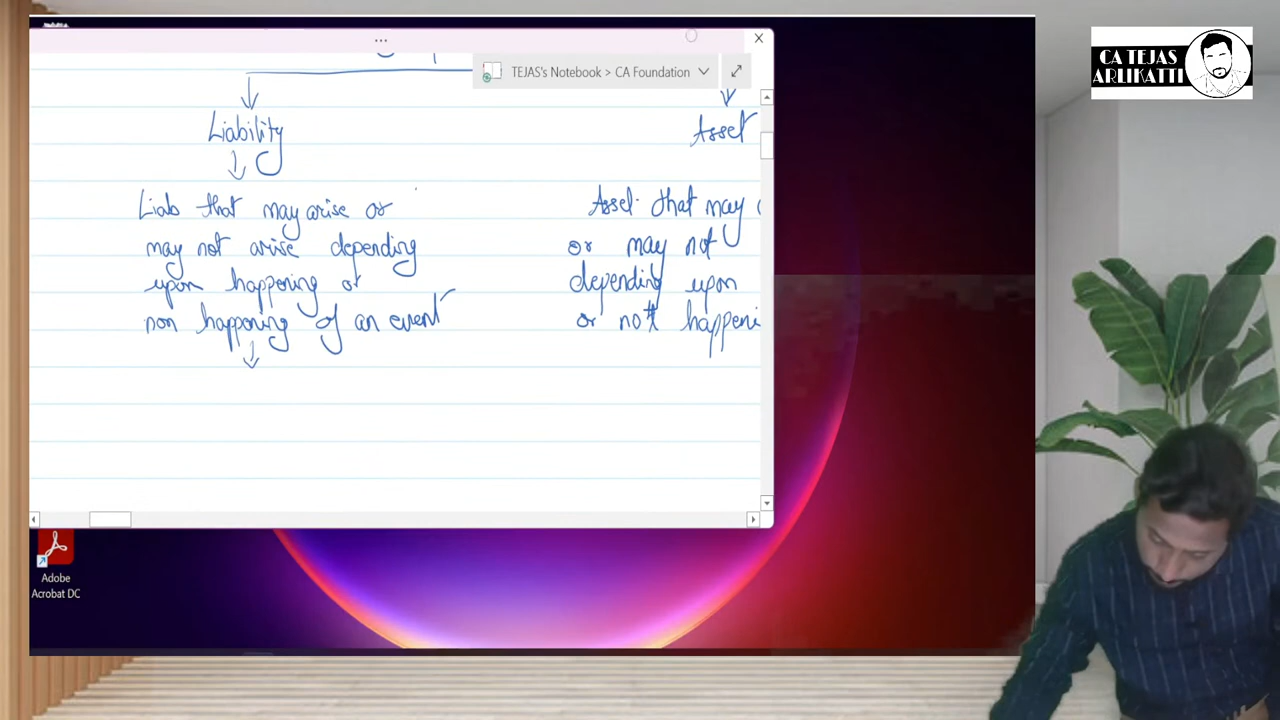 CA TEJAS
ARLIKATTI
TEJAS's Notebook > CA Foundation
Liability
Asset
Liab that may arise or
may not arise depending
upon happening or
non happening of an event
Asset that may
or may not
depending upon
or not happeni
Adobe
Acrobat DC